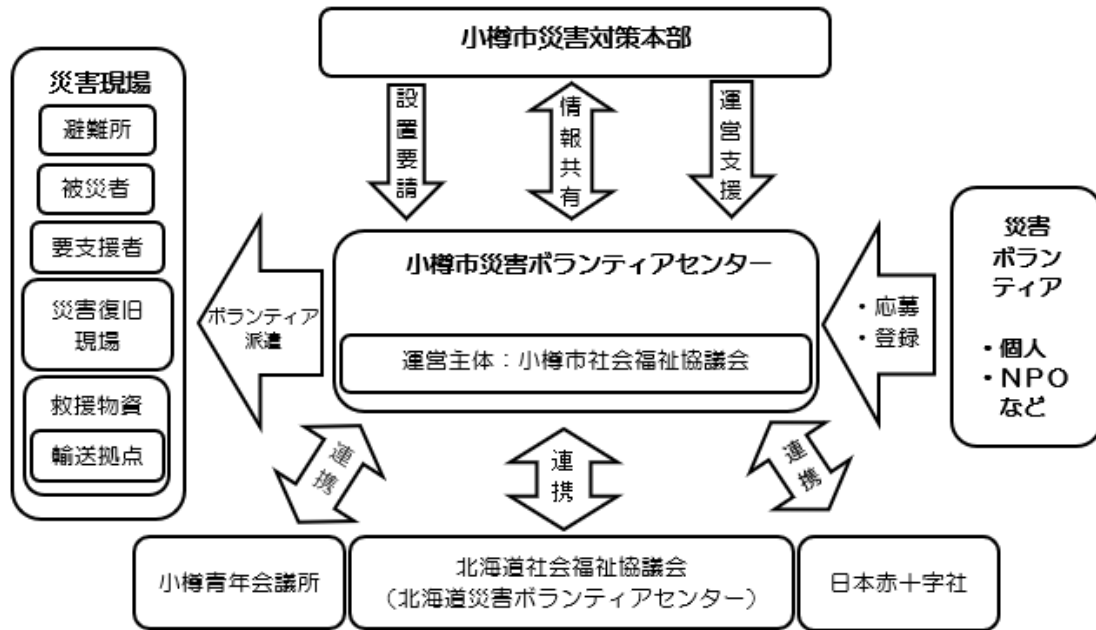 小樽市災害対策本部
設置要請
情報共有
運営支援
災害現場
避難所
被災者
要支援者
災害復旧
現場
救援物資
輸送拠点
ボランティア
派遣
小樽市災害ボランティアセンター
運営主体：小樽市社会福祉協議会
・応募
・登録
災害
ボラン
ティア
・個人
・ＮＰＯ
など
連携
連携
連携
小樽青年会議所
北海道社会福祉協議会
（北海道災害ボランティアセンター）
日本赤十字社